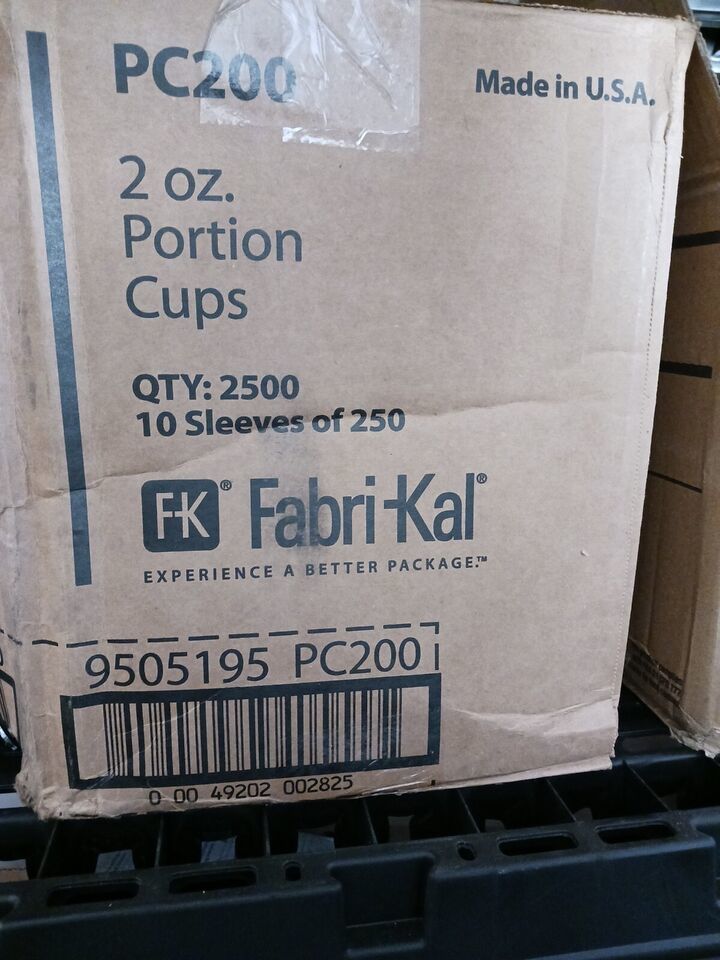 PC200
Made in U.S.A.
2 oz.
Portion
Cups
QTY: 2500
10 Sleeves of 250
F-K® Fabri-Kal®
EXPERIENCE A BETTER PACKAGE.™
9505195 PC200
0 00 49202 002825